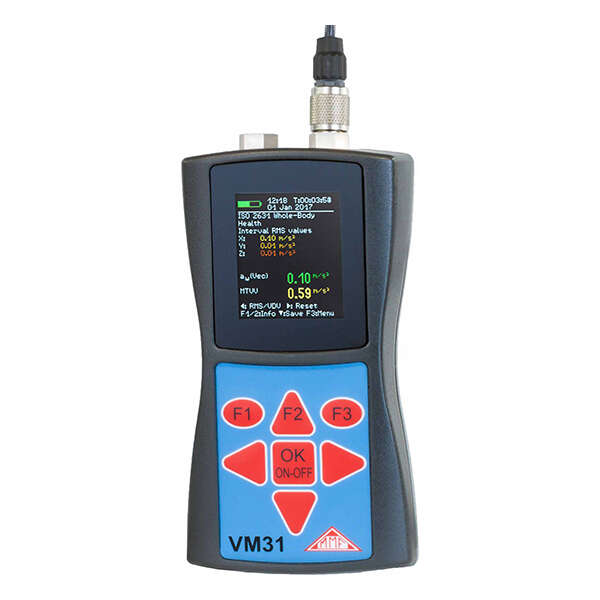 12:18 T:00:03:58
01 Jan 2017
ISO 2631 Whole-Body
Health
Interval RMS values
X: 0.10 m/s²
Y: 0.01 m/s²
Z: 0.01 m/s²
aw(Vec) 0.10 m/s²
MTVV 0.59 m/s²
◀: RMS/VDV ▶: Reset
F1/2:Info ▼:Save F3:Menu
F1 F2 F3
OK
ON-OFF
VM31
MMF